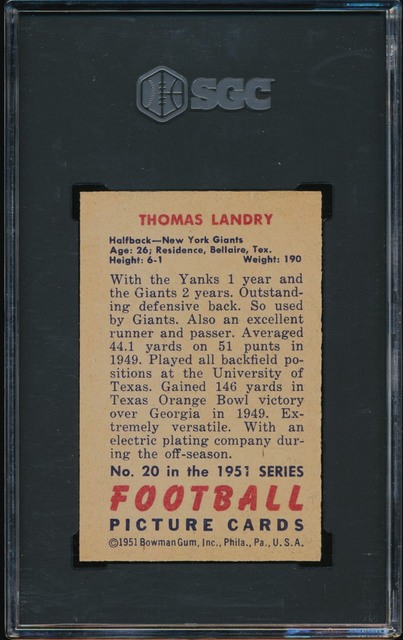 SGC
THOMAS LANDRY
Halfback—New York Giants
Age: 26; Residence, Bellaire, Tex.
Height: 6-1 Weight: 190
With the Yanks 1 year and
the Giants 2 years. Outstand-
ing defensive back. So used
by Giants. Also an excellent
runner and passer. Averaged
44.1 yards on 51 punts in
1949. Played all backfield po-
sitions at the University of
Texas. Gained 146 yards in
Texas Orange Bowl victory
over Georgia in 1949. Ex-
tremely versatile. With an
electric plating company dur-
ing the off-season.
No. 20 in the 1951 SERIES
FOOTBALL
PICTURE CARDS
©1951 Bowman Gum, Inc., Phila., Pa., U.S.A.